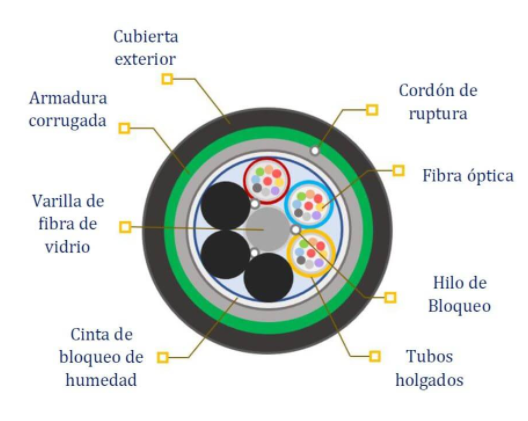 Cubierta
exterior
Armadura
corrugada
Varilla de
fibra de
vidrio
Cinta de
bloqueo de
humedad
Cordón de
ruptura
Fibra óptica
Hilo de
Bloqueo
Tubos
holgados